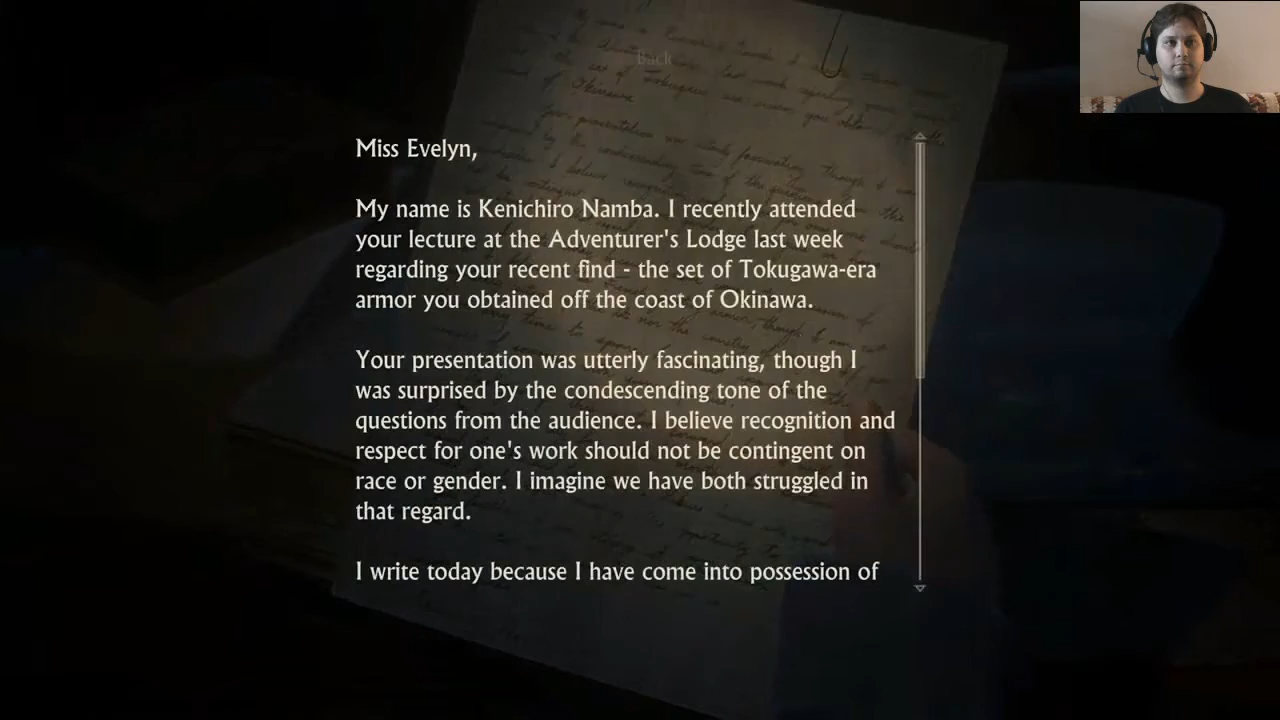 Back
Miss Evelyn,
My name is Kenichiro Namba. I recently attended
your lecture at the Adventurer's Lodge last week
regarding your recent find - the set of Tokugawa-era
armor you obtained off the coast of Okinawa.
Your presentation was utterly fascinating, though I
was surprised by the condescending tone of the
questions from the audience. I believe recognition and
respect for one's work should not be contingent on
race or gender. I imagine we have both struggled in
that regard.
I write today because I have come into possession of